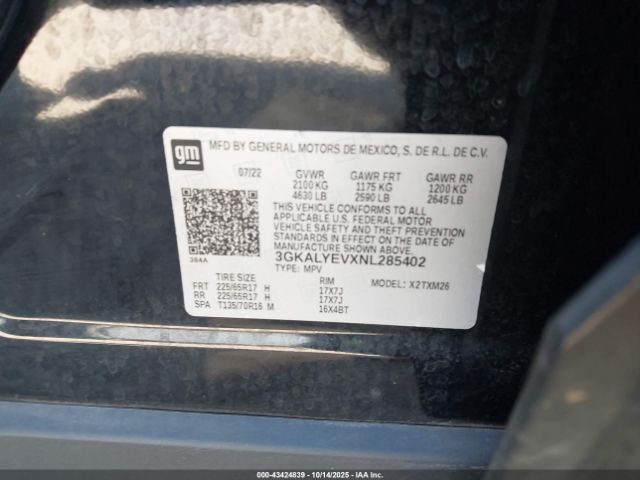 gm
MFD BY GENERAL MOTORS DE MEXICO, S. DE R.L. DE C.V.
07/22 GVWR GAWR FRT GAWR RR
2100 KG 1175 KG 1200 KG
4630 LB 2590 LB 2645 LB
THIS VEHICLE CONFORMS TO ALL
APPLICABLE U.S. FEDERAL MOTOR
VEHICLE SAFETY AND THEFT
PREVENTION STANDARDS IN EFFECT
ON THE DATE OF MANUFACTURE
SHOWN ABOVE.
3GKALYEVXNL285402
384A TYPE: MPV MODEL: X2TXM26
TIRE SIZE RIM
FRT 225/65R17 H 17X7J
RR 225/65R17 H 17X7J
SPA T135/70R16 M 16X4BT
000-43424839 - 10/14/2025 - IAAI, Inc.